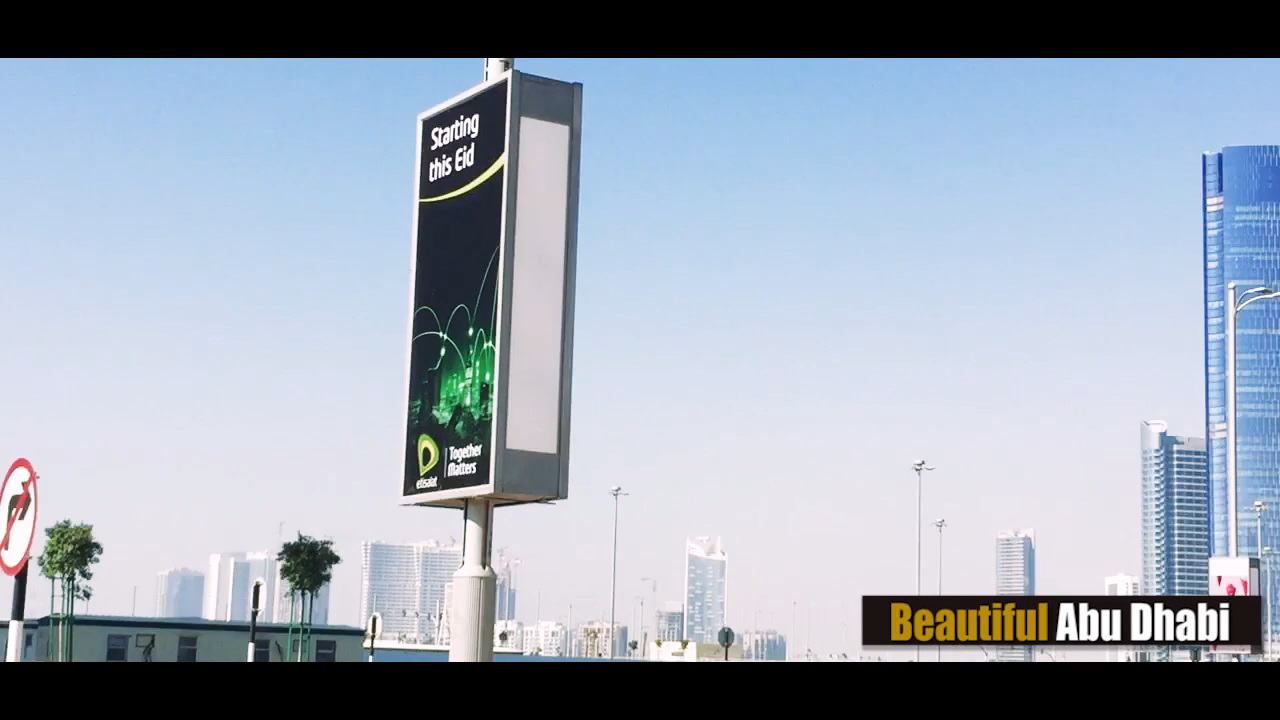 Starting
this Eid
etisalat
Together
Matters
Beautiful Abu Dhabi